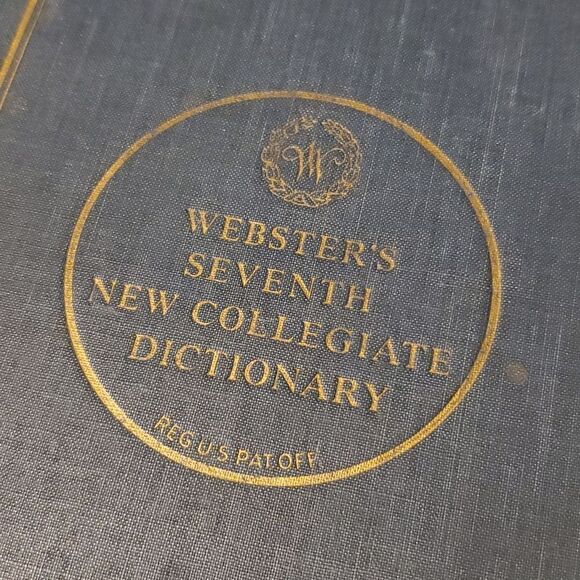 W
WEBSTER'S
SEVENTH
NEW COLLEGIATE
DICTIONARY
REG.U.S.PAT.OFF.